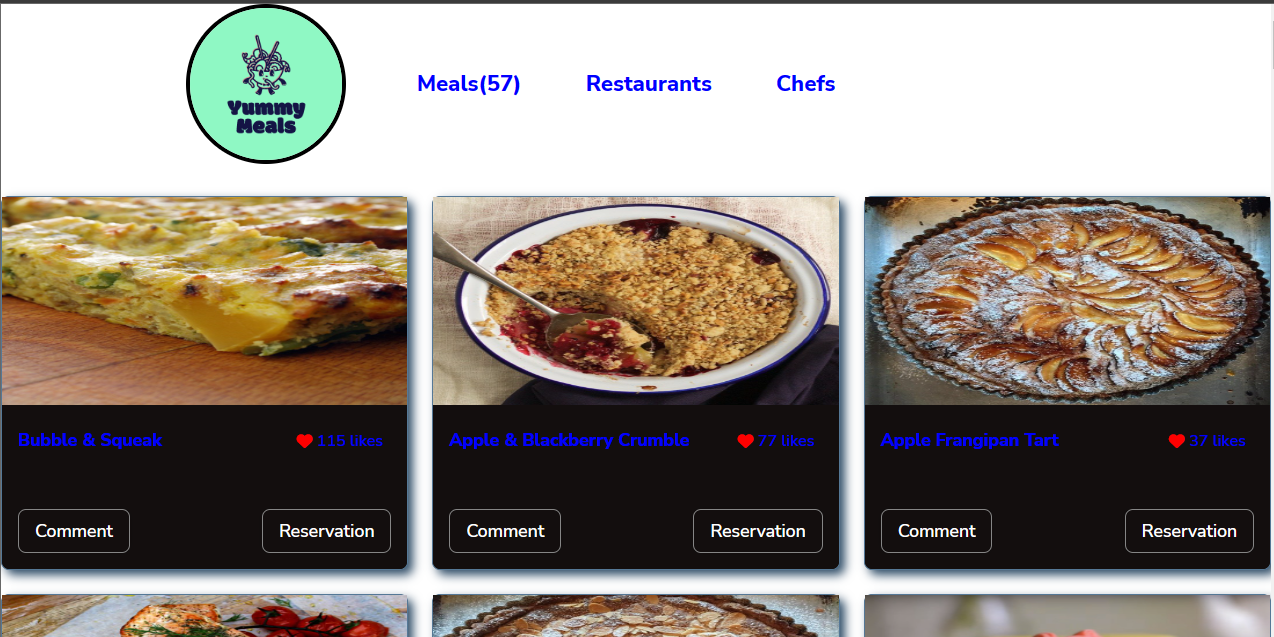 Yummy
Meals
Meals(57) Restaurants Chefs
Bubble & Squeak 115 likes
Comment Reservation
Apple & Blackberry Crumble 77 likes
Comment Reservation
Apple Frangipan Tart 37 likes
Comment Reservation